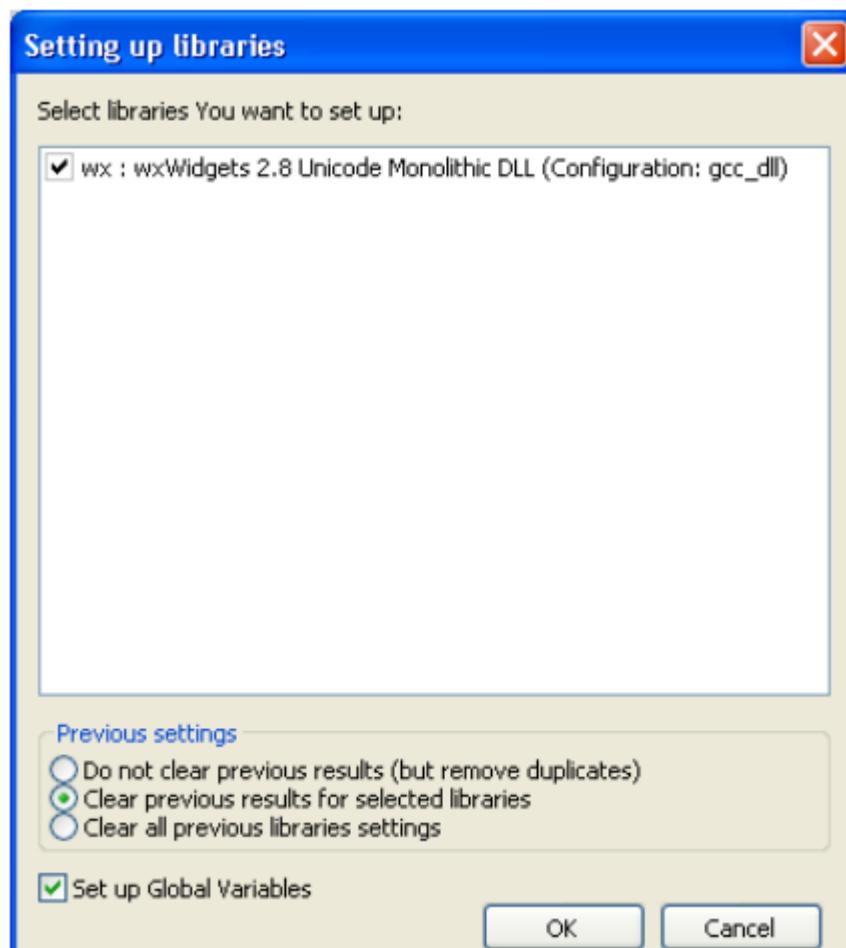 Setting up libraries
Select libraries You want to set up:
wx : wxWidgets 2.8 Unicode Monolithic DLL (Configuration: gcc_dll)
Previous settings
Do not clear previous results (but remove duplicates)
Clear previous results for selected libraries
Clear all previous libraries settings
Set up Global Variables
OK Cancel